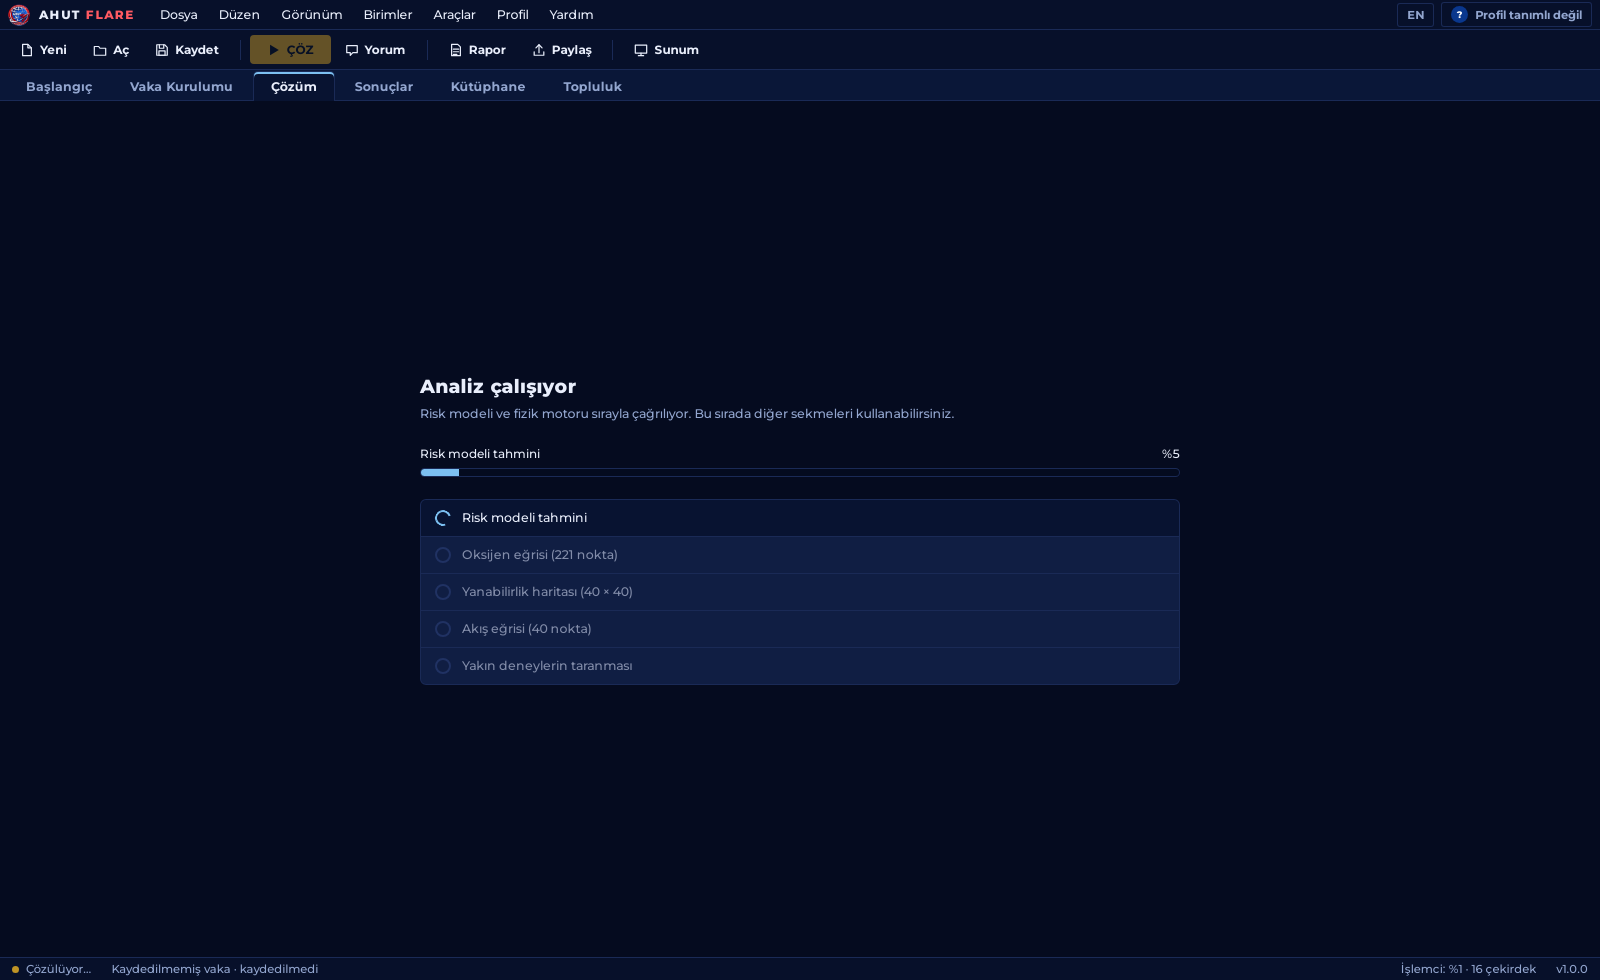 AHUT FLARE Dosya Düzen Görünüm Birimler Araçlar Profil Yardım EN ? Profil tanımlı değil
Yeni Aç Kaydet ÇÖZ Yorum Rapor Paylaş Sunum
Başlangıç Vaka Kurulumu Çözüm Sonuçlar Kütüphane Topluluk
Analiz çalışıyor
Risk modeli ve fizik motoru sırayla çağrılıyor. Bu sırada diğer sekmeleri kullanabilirsiniz.
Risk modeli tahmini %5
Risk modeli tahmini
Oksijen eğrisi (221 nokta)
Yanabilirlik haritası (40 × 40)
Akış eğrisi (40 nokta)
Yakın deneylerin taranması
Çözülüyor... Kaydedilmemiş vaka · kaydedilmedi İşlemci: %1 · 16 çekirdek v1.0.0